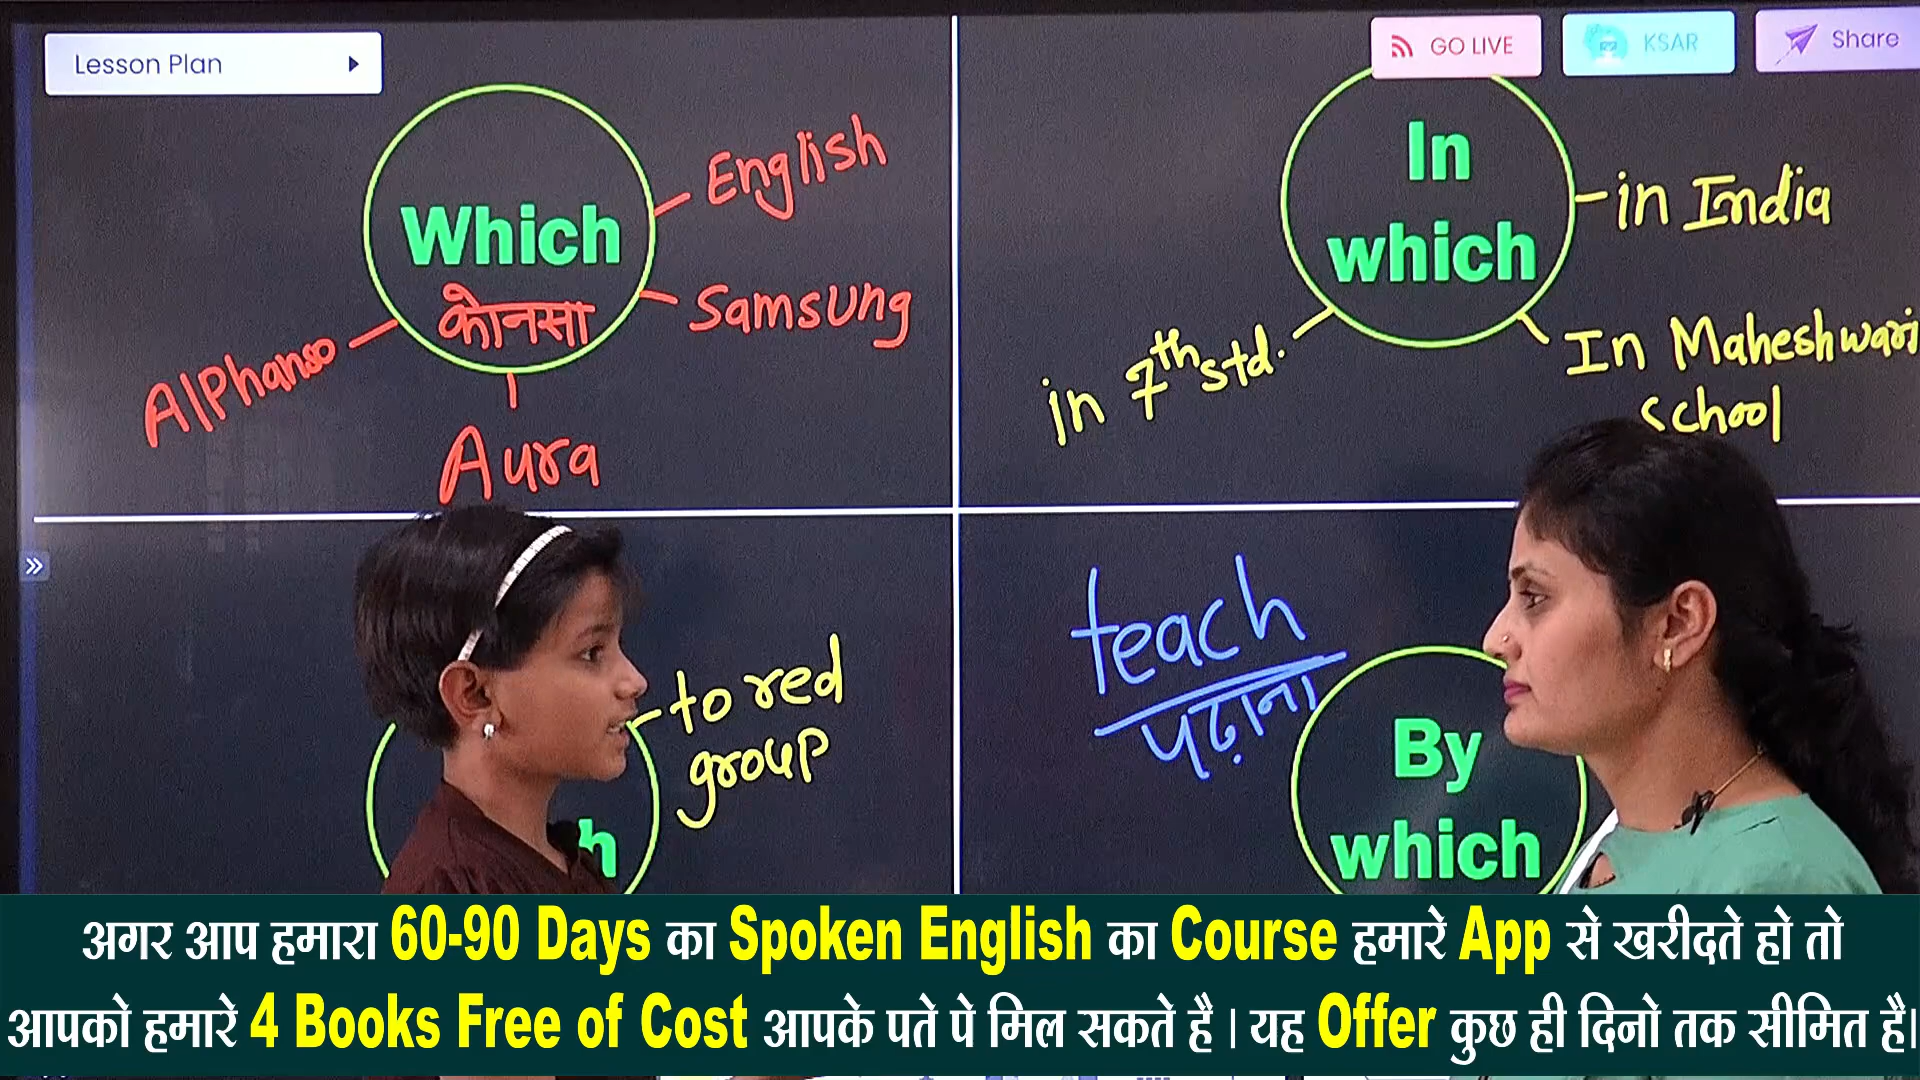 Lesson Plan
GO LIVE
KSAR
Share
Which
कोनसा
English
Samsung
Alphanso
Aura
In
which
in India
in 7th std.
In Maheshwari
School
to red
group
teach
पढ़ाना
By
which
अगर आप हमारा 60-90 Days का Spoken English का Course हमारे App से खरीदते हो तो
आपको हमारे 4 Books Free of Cost आपके पते पे मिल सकते है । यह Offer कुछ ही दिनो तक सीमित है।